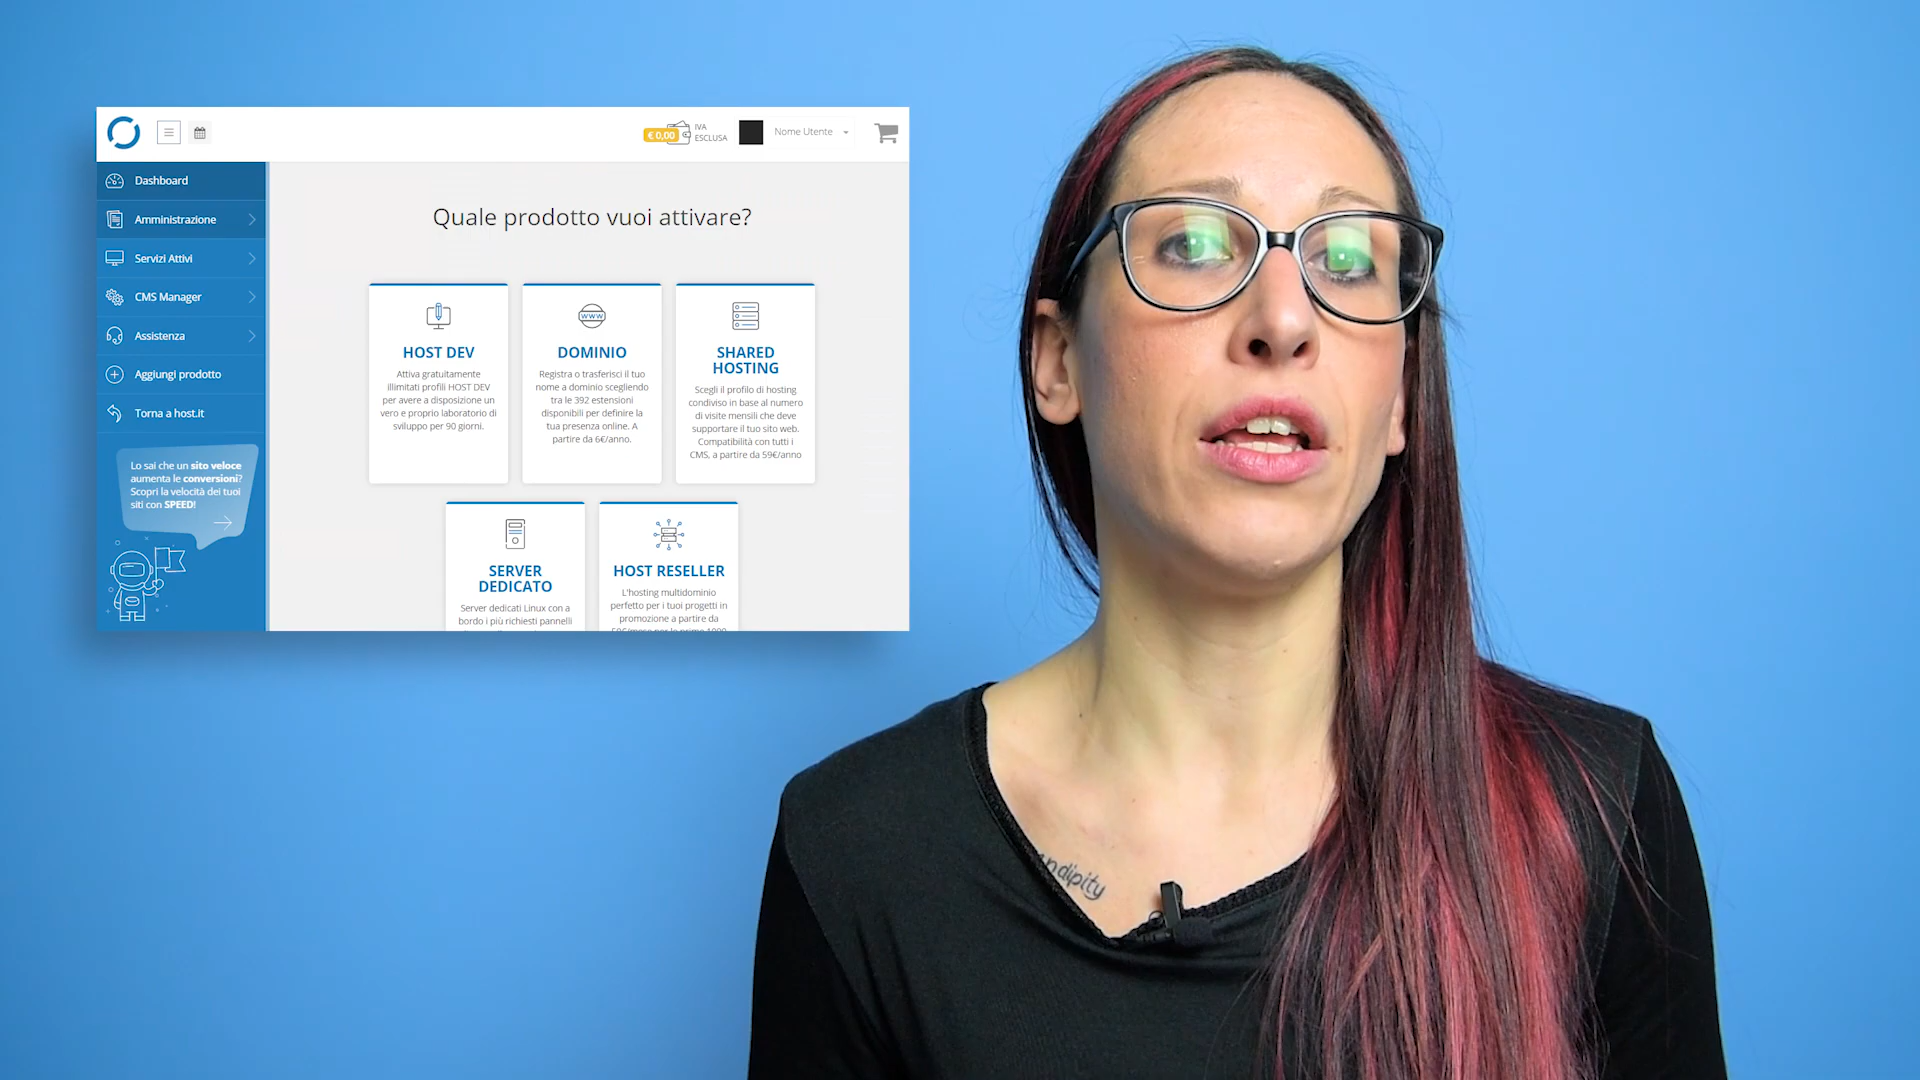 € 0,00
IVA
ESCLUSA
Nome Utente
Dashboard
Amministrazione
Servizi Attivi
CMS Manager
Assistenza
Aggiungi prodotto
Torna a host.it
Lo sai che un sito veloce
aumenta le conversioni?
Scopri la velocità dei tuoi
siti con SPEED!
Quale prodotto vuoi attivare?
HOST DEV
Attiva gratuitamente
illimitati profili HOST DEV
per avere a disposizione un
vero e proprio laboratorio di
sviluppo per 90 giorni.
WWW
DOMINIO
Registra o trasferisci il tuo
nome a dominio scegliendo
tra le 392 estensioni
disponibili per definire la
tua presenza online. A
partire da 6€/anno.
SHARED
HOSTING
Scegli il profilo di hosting
condiviso in base al numero
di visite mensili che deve
supportare il tuo sito web.
Compatibilità con tutti i
CMS, a partire da 59€/anno
SERVER
DEDICATO
Server dedicati Linux con a
bordo i più richiesti pannelli
HOST RESELLER
L'hosting multidominio
perfetto per i tuoi progetti in
promozione a partire da
ndipity